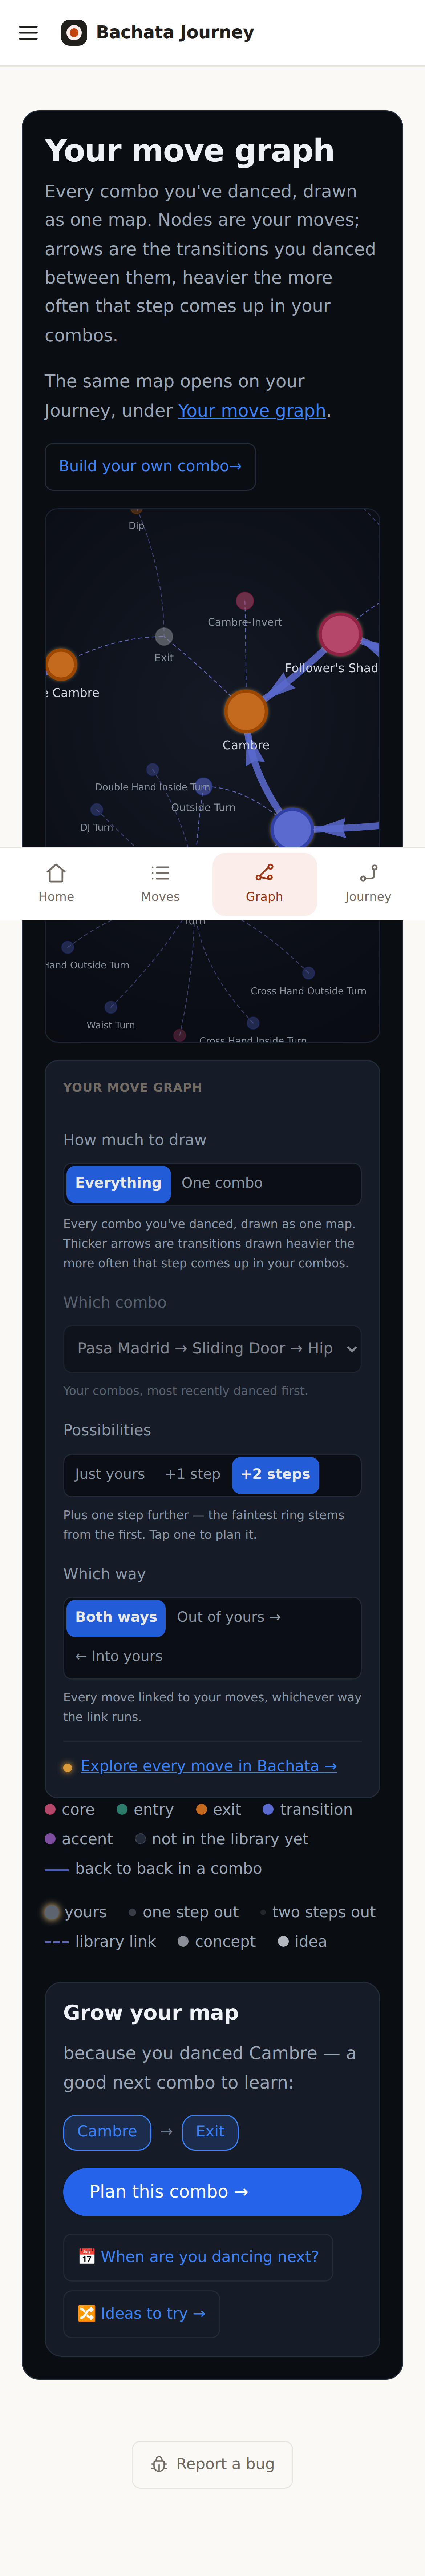 Bachata Journey
Your move graph
Every combo you've danced, drawn
as one map. Nodes are your moves;
arrows are the transitions you danced
between them, heavier the more
often that step comes up in your
combos.
The same map opens on your
Journey, under Your move graph.
Build your own combo→
Dip
Cambre-Invert
Exit
Follower's Shad
e Cambre
Cambre
Double Hand Inside Turn
Outside Turn
DJ Turn
Home
Moves
Graph
Journey
Turn
Hand Outside Turn
Cross Hand Outside Turn
Waist Turn
Cross Hand Inside Turn
YOUR MOVE GRAPH
How much to draw
Everything One combo
Every combo you've danced, drawn as one map.
Thicker arrows are transitions drawn heavier the
more often that step comes up in your combos.
Which combo
Pasa Madrid → Sliding Door → Hip
Your combos, most recently danced first.
Possibilities
Just yours +1 step +2 steps
Plus one step further — the faintest ring stems
from the first. Tap one to plan it.
Which way
Both ways Out of yours →
← Into yours
Every move linked to your moves, whichever way
the link runs.
Explore every move in Bachata →
core entry exit transition
accent not in the library yet
back to back in a combo
yours one step out two steps out
library link concept idea
Grow your map
because you danced Cambre — a
good next combo to learn:
Cambre → Exit
Plan this combo →
📅 When are you dancing next?
🔀 Ideas to try →
Report a bug